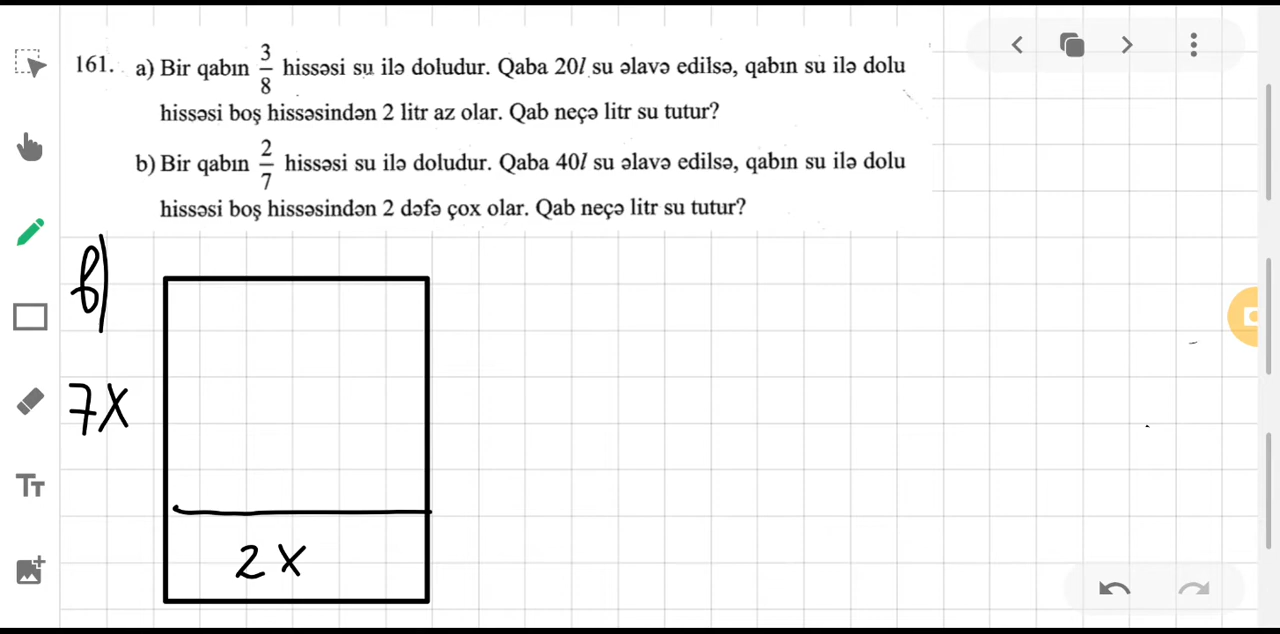 161. a) Bir qabın 3/8 hissəsi su ilə doludur. Qaba 20l su əlavə edilsə, qabın su ilə dolu
hissəsi boş hissəsindən 2 litr az olar. Qab neçə litr su tutur?
b) Bir qabın 2/7 hissəsi su ilə doludur. Qaba 40l su əlavə edilsə, qabın su ilə dolu
hissəsi boş hissəsindən 2 dəfə çox olar. Qab neçə litr su tutur?
b)
7x
2x
Tт